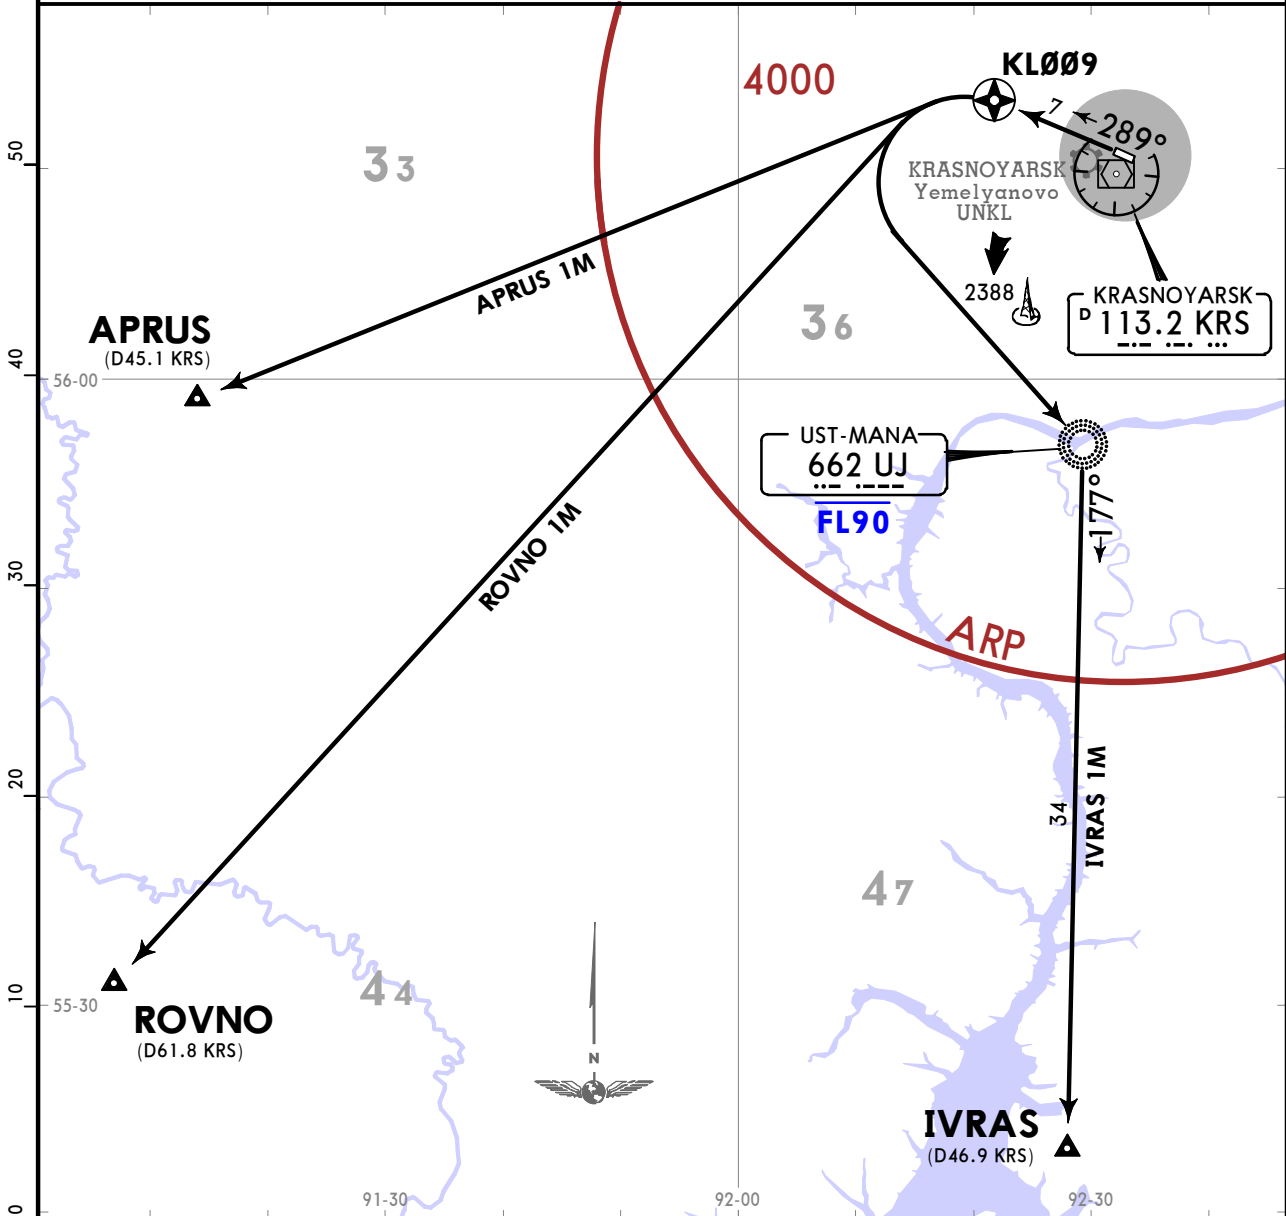 KLØØ9
4000
7
289°
50
33
KRASNOYARSK
Yemelyanovo
UNKL
APRUS 1M
2388
KRASNOYARSK
D 113.2 KRS
36
APRUS
(D45.1 KRS)
40
56-00
UST-MANA
662 UJ
FL90
177°
ROVNO 1M
30
ARP
20
34
IVRAS 1M
47
44
10
55-30
ROVNO
(D61.8 KRS)
N
IVRAS
(D46.9 KRS)
0
91-30
92-00
92-30